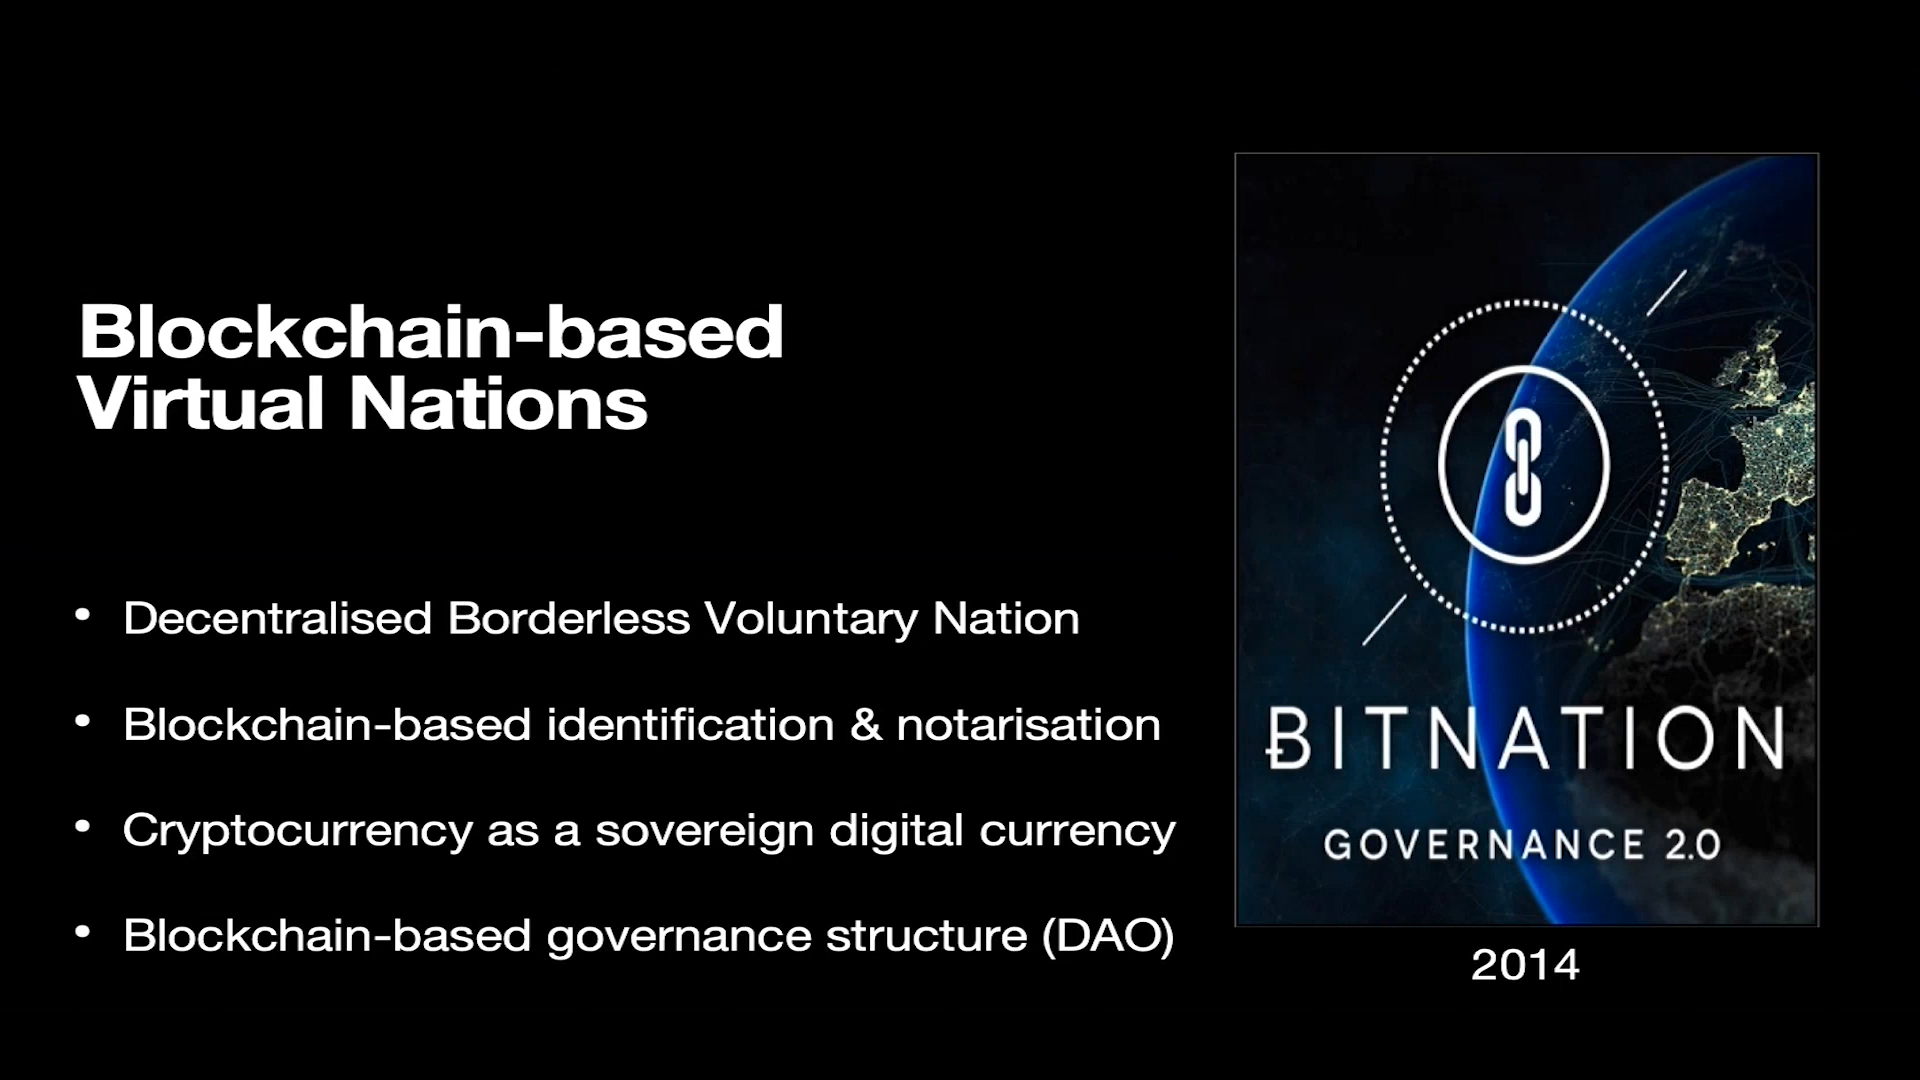 Blockchain-based
Virtual Nations
• Decentralised Borderless Voluntary Nation
• Blockchain-based identification & notarisation
• Cryptocurrency as a sovereign digital currency
• Blockchain-based governance structure (DAO)
BITNATION
GOVERNANCE 2.0
2014